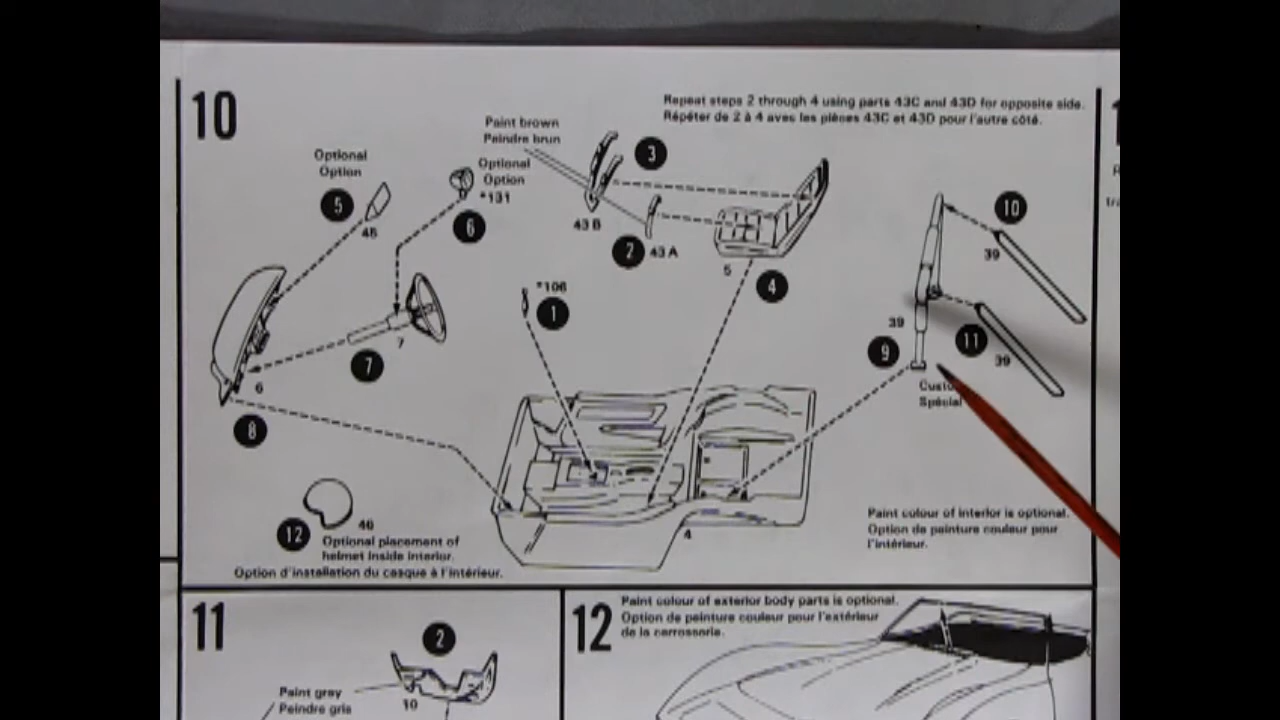 10
Repeat steps 2 through 4 using parts 43C and 43D for opposite side.
Répéter de 2 à 4 avec les pièces 43C et 43D pour l'autre côté.
Paint brown
Peindre brun
Optional
Option
5
45
Optional
Option
*131
6
3
43 B
2
43 A
5
4
*106
1
10
39
39
11
39
9
7
7
6
8
Spécial
4
12
46
Optional placement of
helmet inside interior.
Option d'installation du casque à l'intérieur.
Paint colour of interior is optional.
Option de peinture couleur pour
l'intérieur.
11
2
Paint gray
Peindre gris
10
12
Paint colour of exterior body parts is optional.
Option de peinture couleur pour l'extérieur
de la carrosserie.